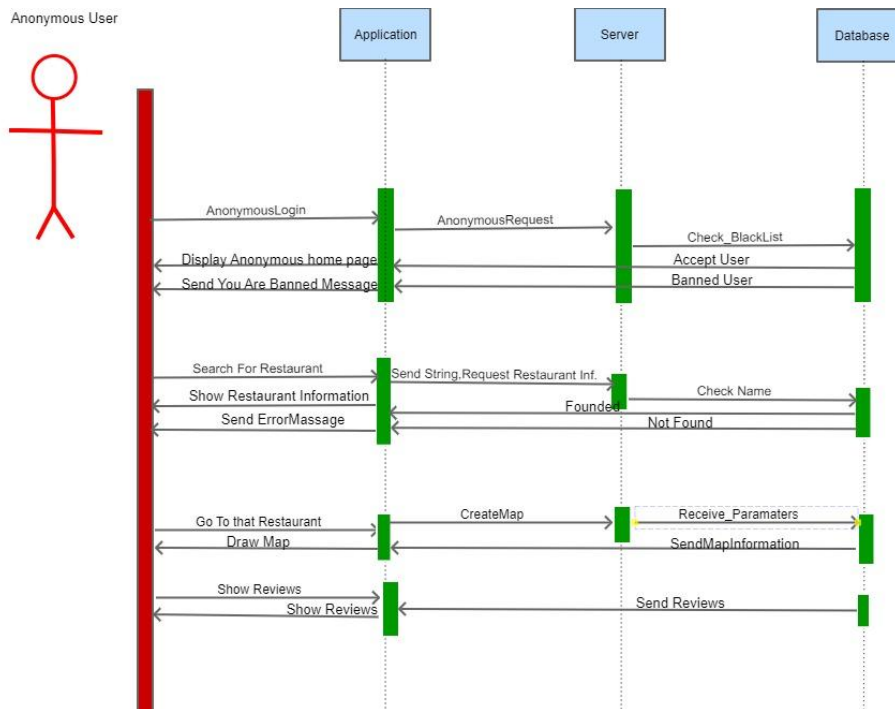 Anonymous User
Application
Server
Database
AnonymousLogin
AnonymousRequest
Check_BlackList
Display Anonymous home page
Accept User
Send You Are Banned Message
Banned User
Search For Restaurant
Send String,Request Restaurant Inf.
Check Name
Show Restaurant Information
Founded
Send ErrorMassage
Not Found
Go To that Restaurant
CreateMap
Receive_Paramaters
Draw Map
SendMapInformation
Show Reviews
Show Reviews
Send Reviews